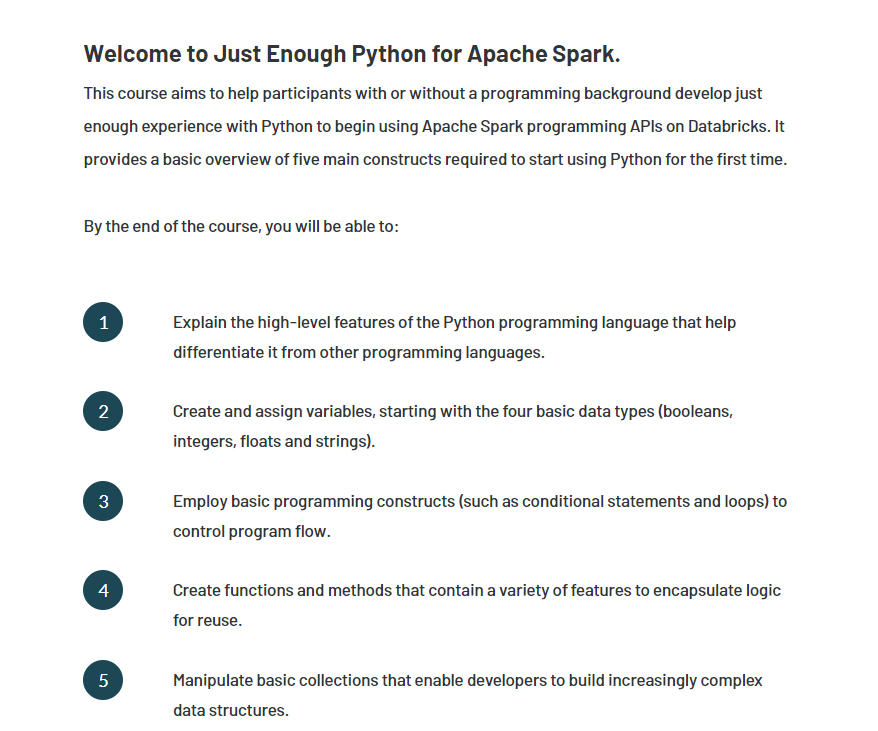 Welcome to Just Enough Python for Apache Spark.
This course aims to help participants with or without a programming background develop just
enough experience with Python to begin using Apache Spark programming APIs on Databricks. It
provides a basic overview of five main constructs required to start using Python for the first time.
By the end of the course, you will be able to:
1 Explain the high-level features of the Python programming language that help
differentiate it from other programming languages.
2 Create and assign variables, starting with the four basic data types (booleans,
integers, floats and strings).
3 Employ basic programming constructs (such as conditional statements and loops) to
control program flow.
4 Create functions and methods that contain a variety of features to encapsulate logic
for reuse.
5 Manipulate basic collections that enable developers to build increasingly complex
data structures.